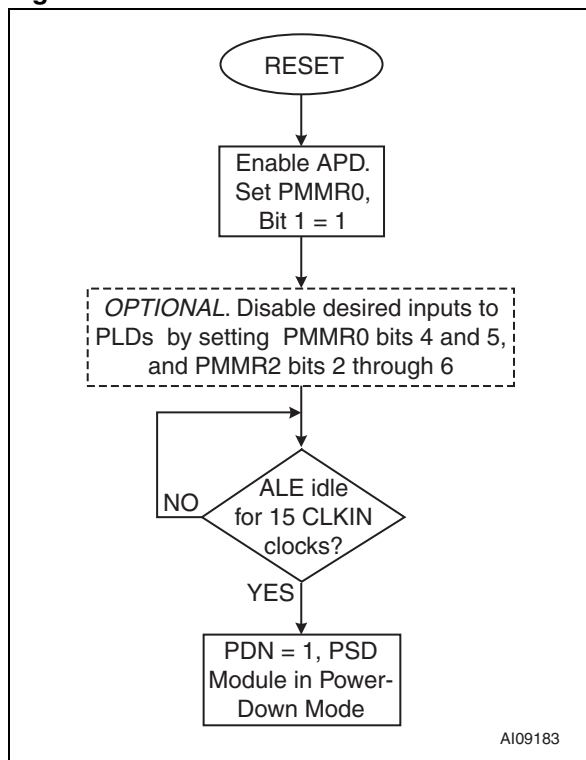 RESET
Enable APD.
Set PMMR0,
Bit 1 = 1
OPTIONAL. Disable desired inputs to
PLDs by setting PMMR0 bits 4 and 5,
and PMMR2 bits 2 through 6
NO
ALE idle
for 15 CLKIN
clocks?
YES
PDN = 1, PSD
Module in Power-
Down Mode
AI09183